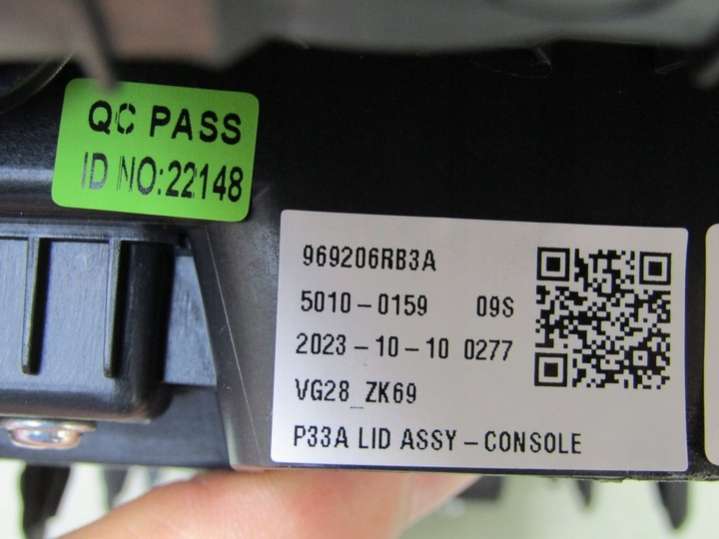 QC PASS
ID NO:22148
969206RB3A
5010-0159 09S
2023-10-10 0277
VG28_ZK69
P33A LID ASSY-CONSOLE